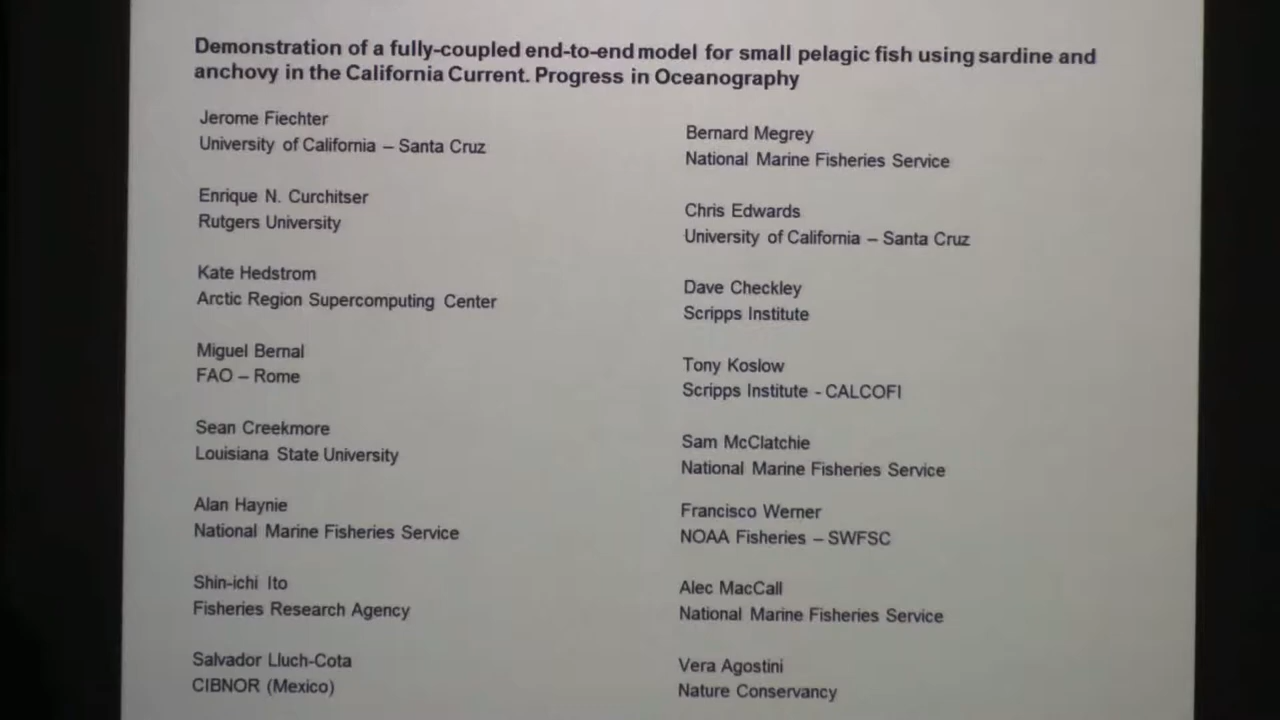 Demonstration of a fully-coupled end-to-end model for small pelagic fish using sardine and
anchovy in the California Current. Progress in Oceanography
Jerome Fiechter
University of California – Santa Cruz
Enrique N. Curchitser
Rutgers University
Kate Hedstrom
Arctic Region Supercomputing Center
Miguel Bernal
FAO – Rome
Sean Creekmore
Louisiana State University
Alan Haynie
National Marine Fisheries Service
Shin-ichi Ito
Fisheries Research Agency
Salvador Lluch-Cota
CIBNOR (Mexico)
Bernard Megrey
National Marine Fisheries Service
Chris Edwards
University of California – Santa Cruz
Dave Checkley
Scripps Institute
Tony Koslow
Scripps Institute - CALCOFI
Sam McClatchie
National Marine Fisheries Service
Francisco Werner
NOAA Fisheries – SWFSC
Alec MacCall
National Marine Fisheries Service
Vera Agostini
Nature Conservancy